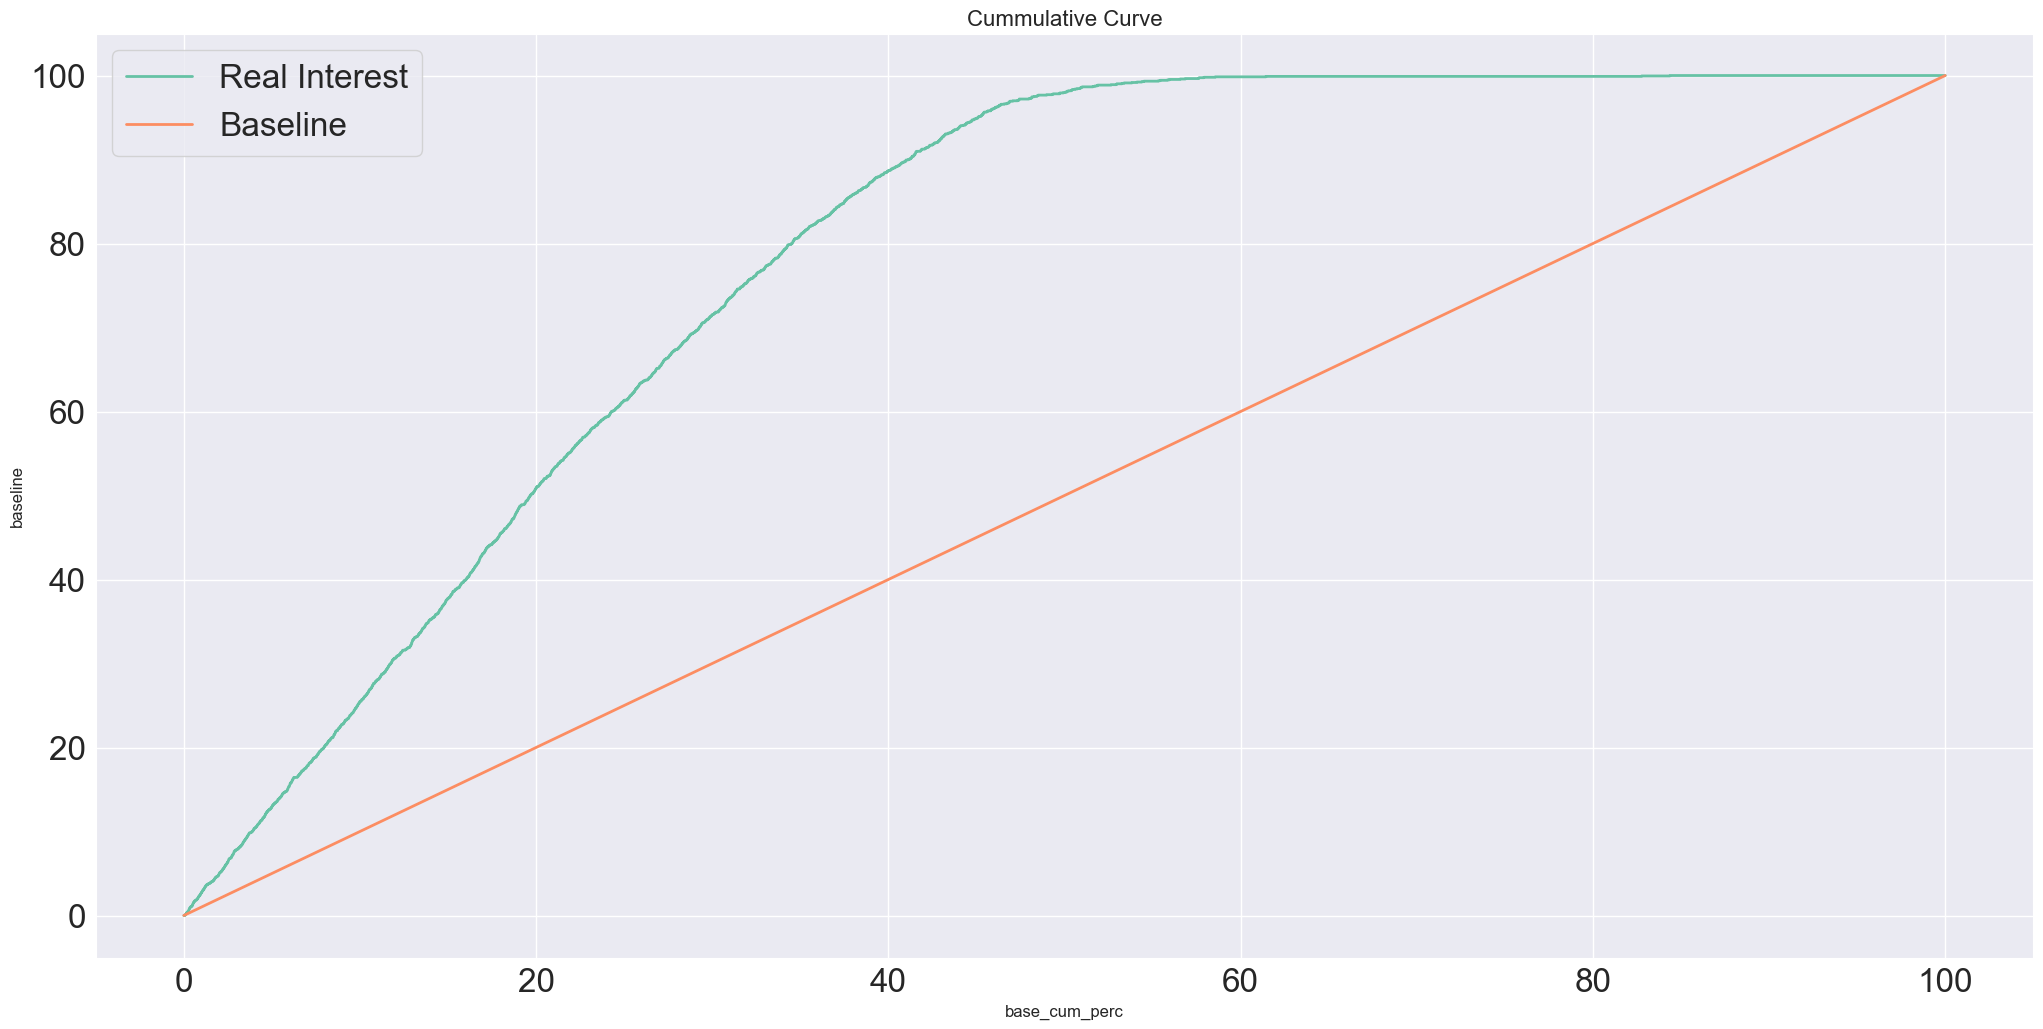 Cummulative Curve
Real Interest
Baseline
100
80
60
40
20
0
baseline
0 20 40 60 80 100
base_cum_perc